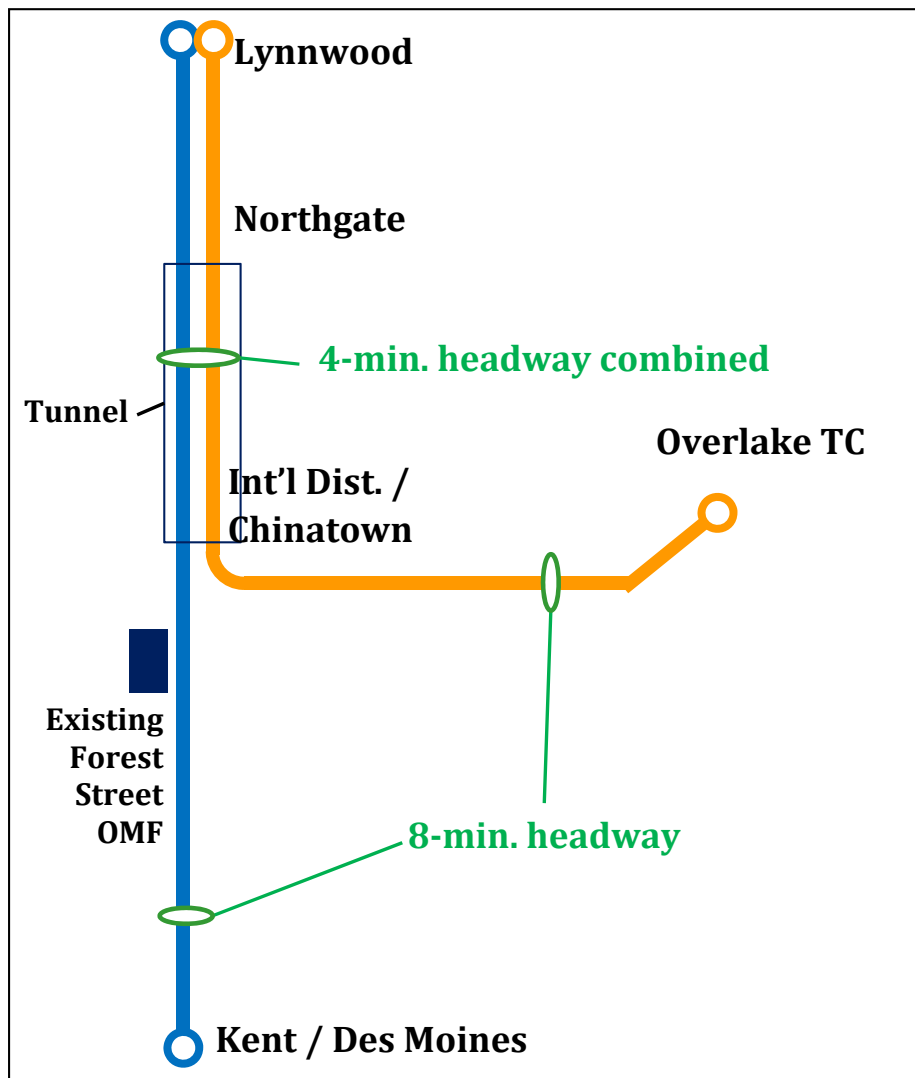 Lynnwood
Northgate
4-min. headway combined
Tunnel
Overlake TC
Int’l Dist. /
Chinatown
Existing
Forest
Street
OMF
8-min. headway
Kent / Des Moines